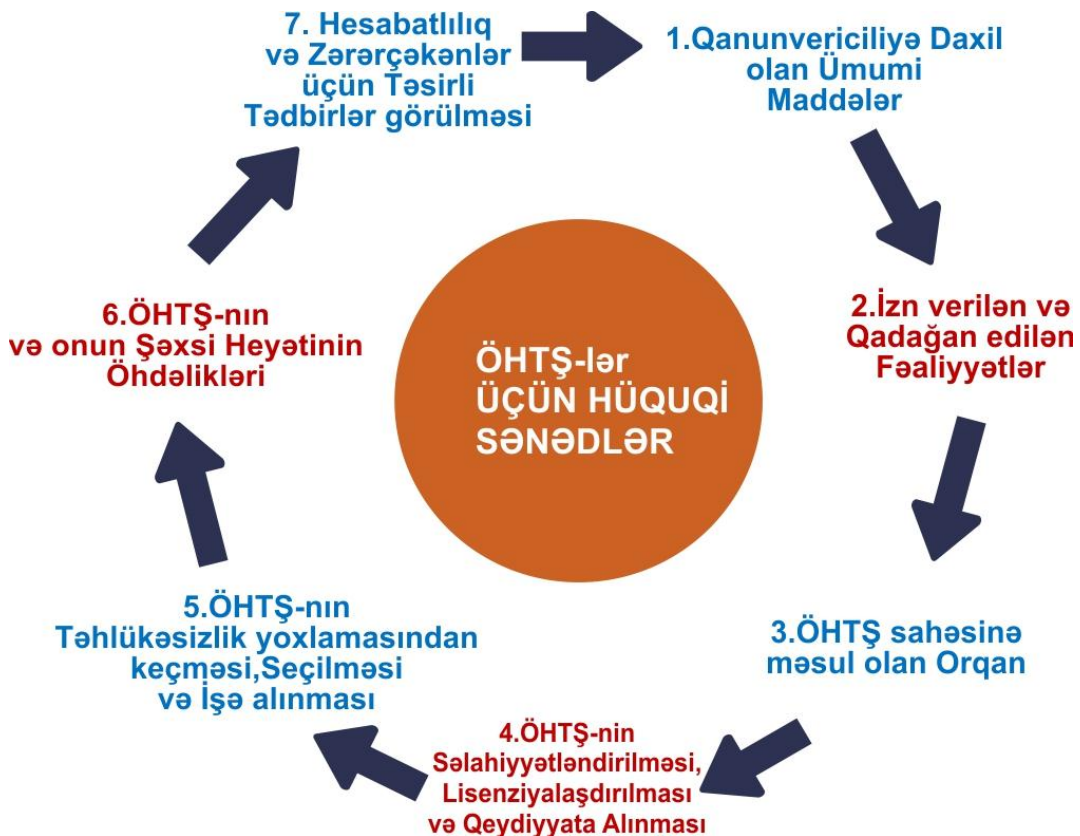 7. Hesabatlılıq
və Zərərçəkənlər
üçün Təsirli
Tədbirlər görülməsi
1.Qanunvericiliyə Daxil
olan Ümumi
Maddələr
2.İzn verilən və
Qadağan edilən
Fəaliyyətlər
3.ÖHTŞ sahəsinə
məsul olan Orqan
4.ÖHTŞ-nin
Səlahiyyətləndirilməsi,
Lisenziyalaşdırılması
və Qeydiyyata Alınması
5.ÖHTŞ-nın
Təhlükəsizlik yoxlamasından
keçməsi,Seçilməsi
və İşə alınması
6.ÖHTŞ-nın
və onun Şəxsi Heyətinin
Öhdəlikləri
ÖHTŞ-lər
ÜÇÜN HÜQUQİ
SƏNƏDLƏR